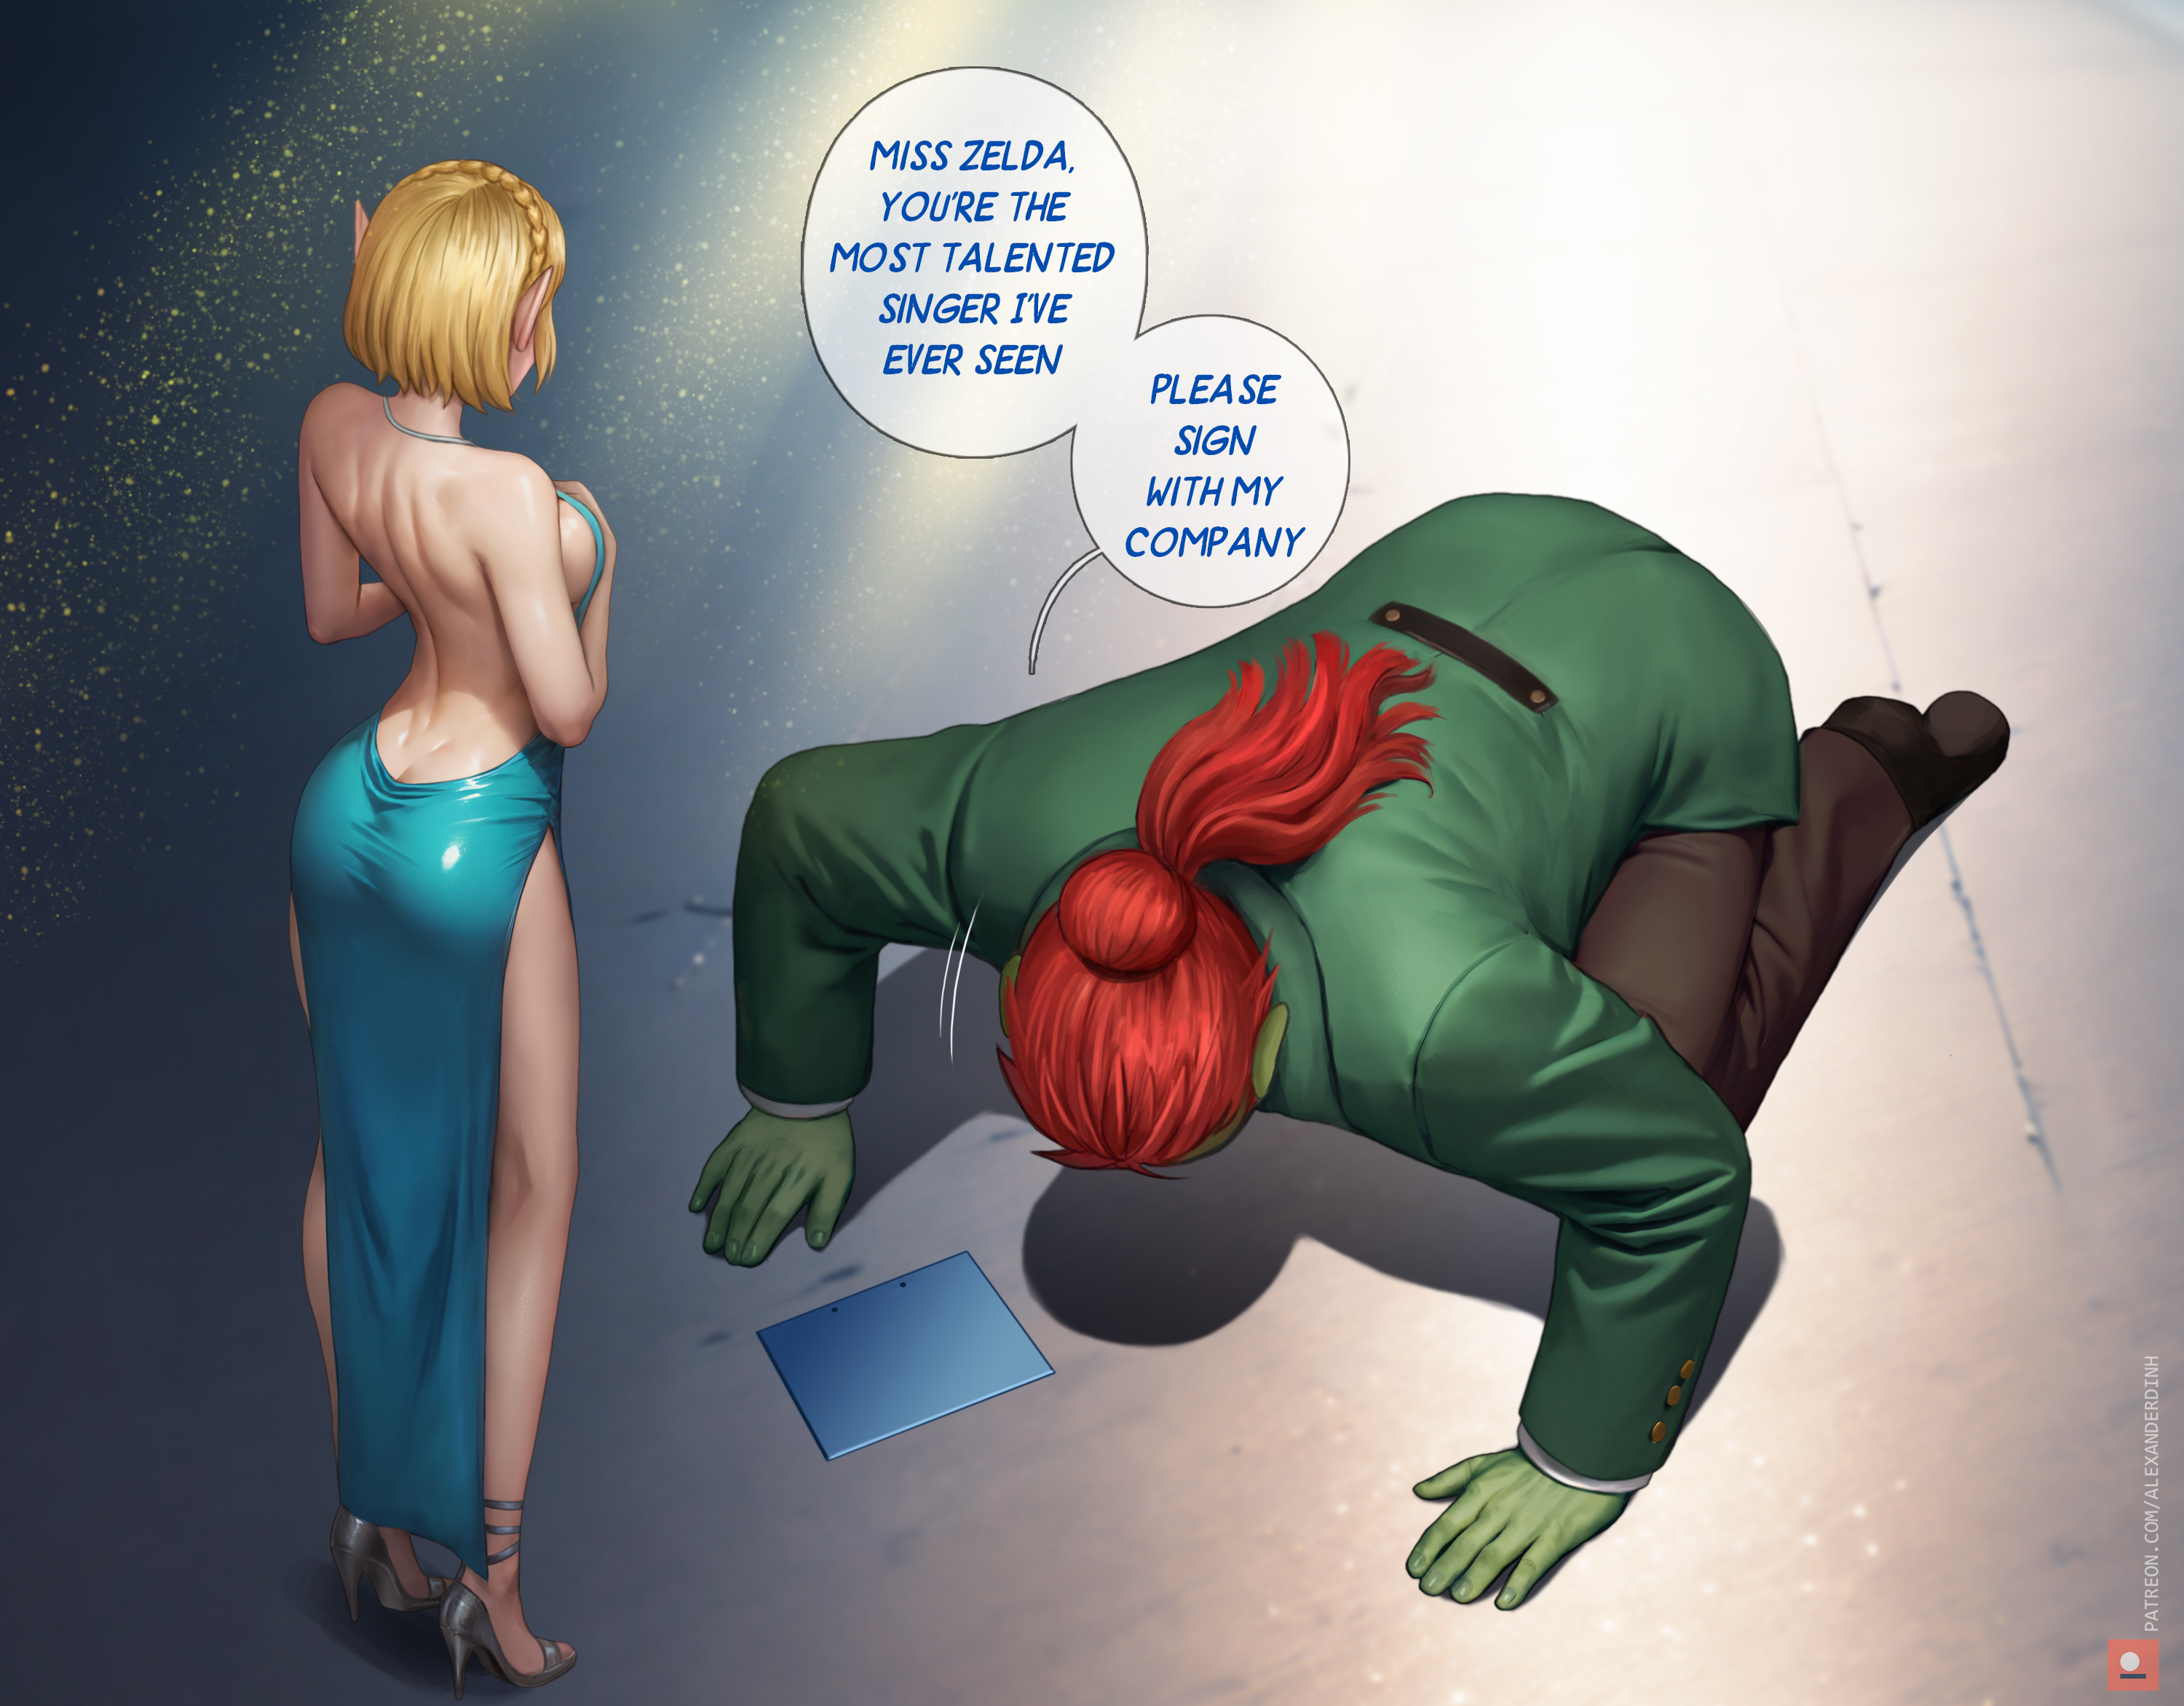 MISS ZELDA,
YOU'RE THE
MOST TALENTED
SINGER I'VE
EVER SEEN
PLEASE
SIGN
WITH MY
COMPANY
PATREON.COM/ALEXANDERDINH